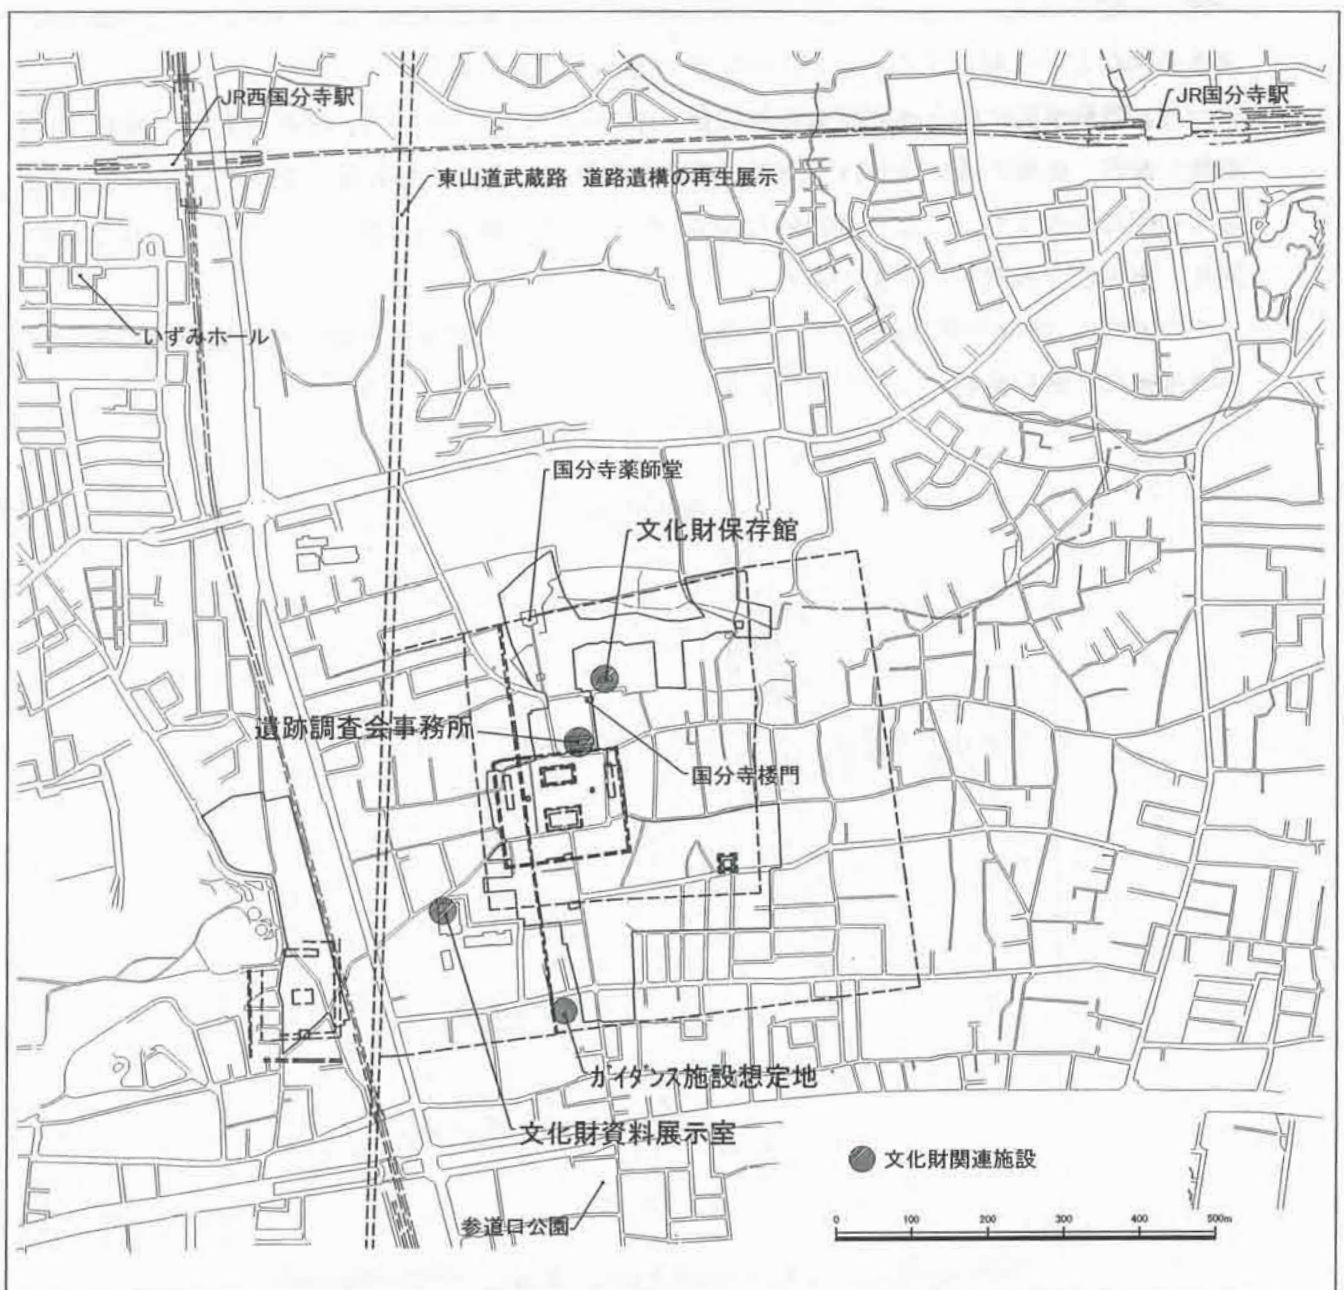 JR西国分寺駅
JR国分寺駅
東山道武蔵路 道路遺構の再生展示
いずみホール
国分寺薬師堂
文化財保存館
遺跡調査会事務所
国分寺楼門
ガイダンス施設想定地
文化財資料展示室
文化財関連施設
参道口公園
0 100 200 300 400 500m